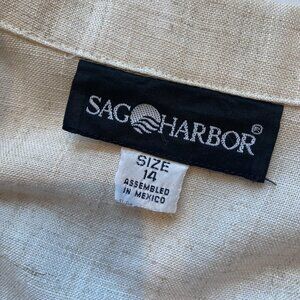 SAG HARBOR®
SIZE
14
ASSEMBLED
IN MEXICO